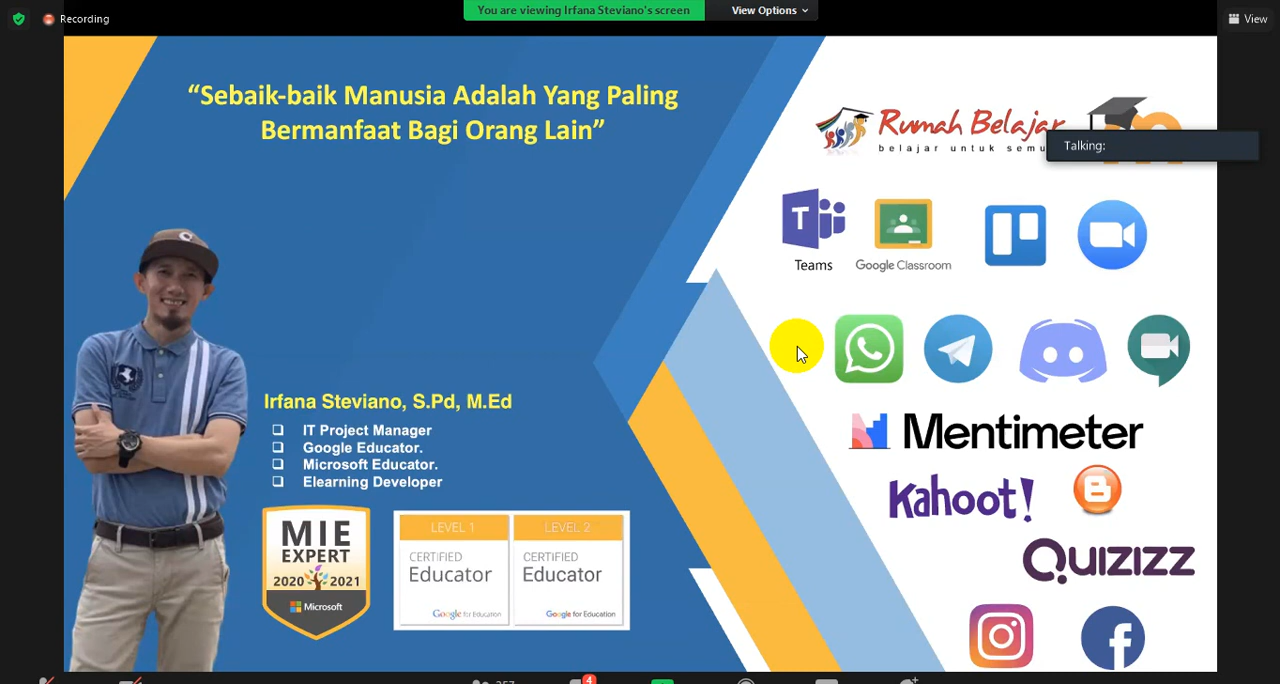 Recording
You are viewing Irfana Steviano's screen
View Options
View
“Sebaik-baik Manusia Adalah Yang Paling
Bermanfaat Bagi Orang Lain”
Rumah Belajar
belajar untuk
Talking:
Teams
Google Classroom
Irfana Steviano, S.Pd, M.Ed
IT Project Manager
Google Educator.
Microsoft Educator.
Elearning Developer
Mentimeter
Kahoot!
QUIZIZZ
MIE
EXPERT
2020 2021
Microsoft
LEVEL 1
CERTIFIED
Educator
Google for Education
LEVEL 2
CERTIFIED
Educator
Google for Education
4